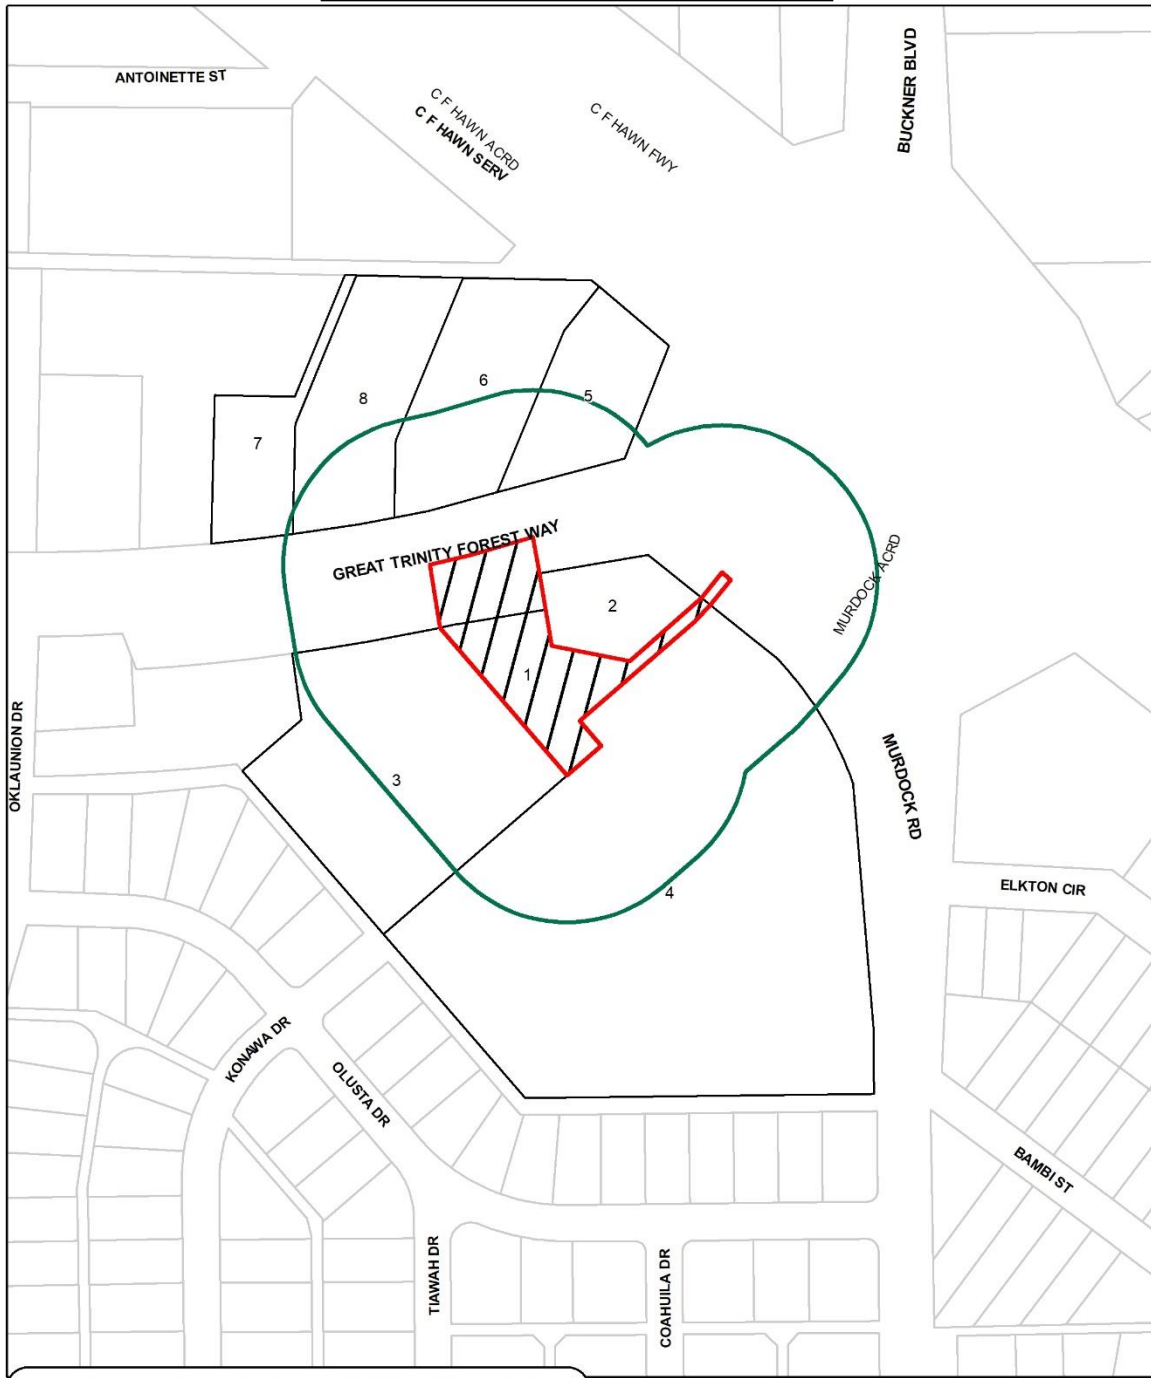 ANTOINETTE ST
C F HAWN ACRD
C F HAWN SERV
C F HAWN FWY
BUCKNER BLVD
6
5
8
7
GREAT TRINITY FOREST WAY
2
MURDOCK ACRD
1
OKLAUNION DR
3
MURDOCK RD
4
ELKTON CIR
KONAWA DR
OLUSTA DR
BAMBI ST
TIAWAH DR
COAHUILA DR